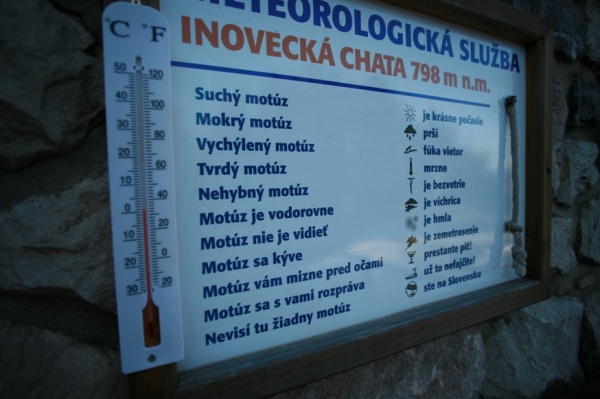 METEOROLOGICKÁ SLUŽBA
INOVECKÁ CHATA 798 m n.m.
°C °F
Suchý motúz je krásne počasie
Mokrý motúz prší
Vychýlený motúz fúka vietor
Tvrdý motúz mrzne
Nehybný motúz je bezvetrie
Motúz je vodorovne je víchrica
Motúz nie je vidieť je hmla
Motúz sa kýve je zemetrasenie
Motúz vám mizne pred očami prestante piť!
Motúz sa s vami rozpráva už to nefajčite!
Nevisí tu žiadny motúz ste na Slovensku
50 120
40 100
30 80
20 60
10 40
0
10 20
20 0
30 20